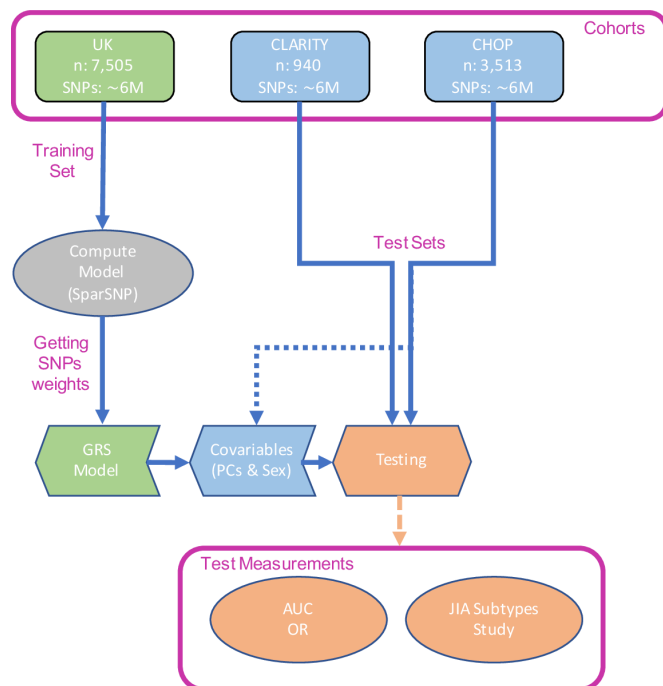 Cohorts
UK
n: 7,505
SNPs: ~6M
CLARITY
n: 940
SNPs: ~6M
CHOP
n: 3,513
SNPs: ~6M
Training
Set
Test Sets
Compute
Model
(SparSNP)
Getting
SNPs
weights
GRS
Model
Covariables
(PCs & Sex)
Testing
Test Measurements
AUC
OR
JIA Subtypes
Study